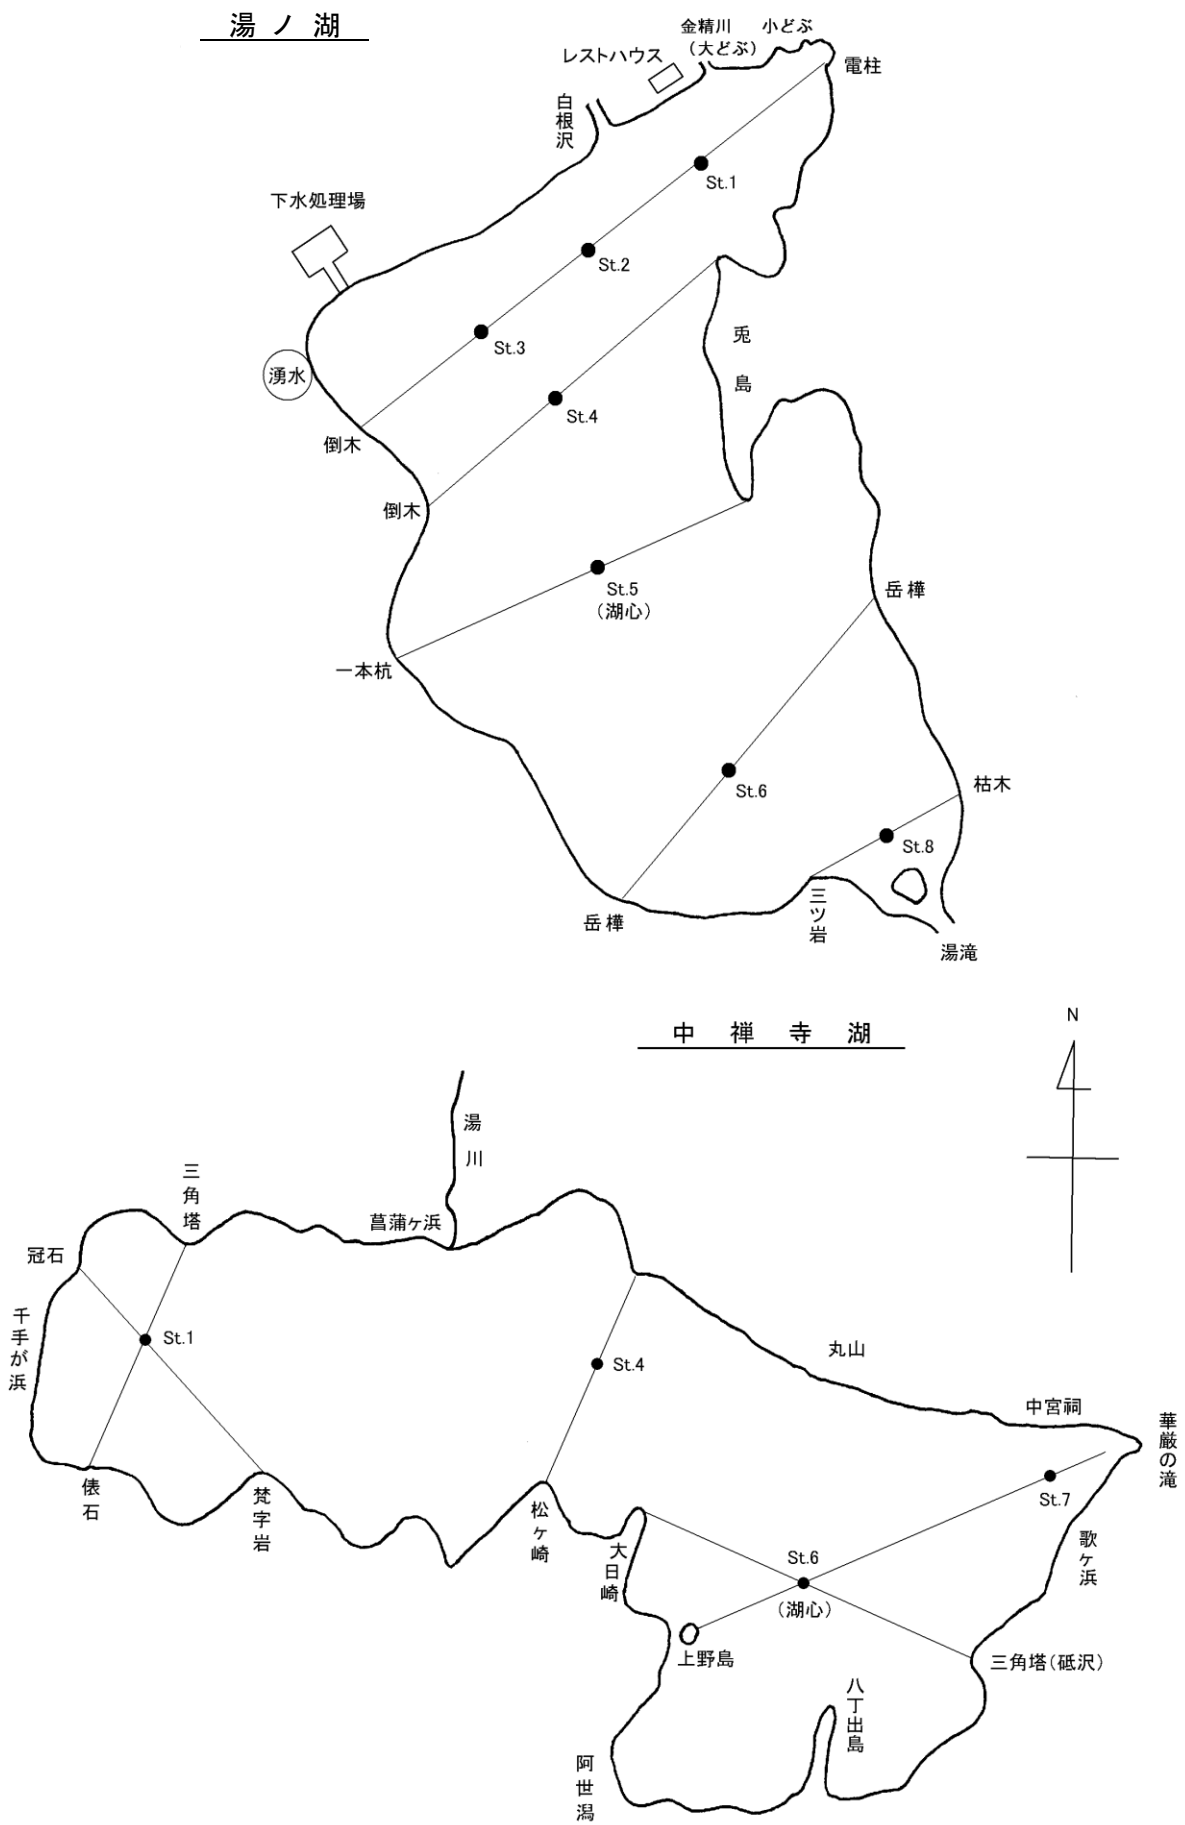 湯ノ湖
金精川
(大どぶ)
小どぶ
レストハウス
電柱
白根沢
St.1
下水処理場
St.2
St.3
兎島
湧水
St.4
倒木
倒木
St.5
(湖心)
岳樺
一本杭
St.6
枯木
St.8
三ツ岩
岳樺
湯滝
中禅寺湖
N
湯川
三角塔
菖蒲ヶ浜
冠石
千手が浜
St.1
St.4
丸山
中宮祠
華厳の滝
俵石
梵字岩
松ヶ崎
St.7
大日崎
St.6
(湖心)
歌ヶ浜
上野島
三角塔(砥沢)
八丁出島
阿世潟